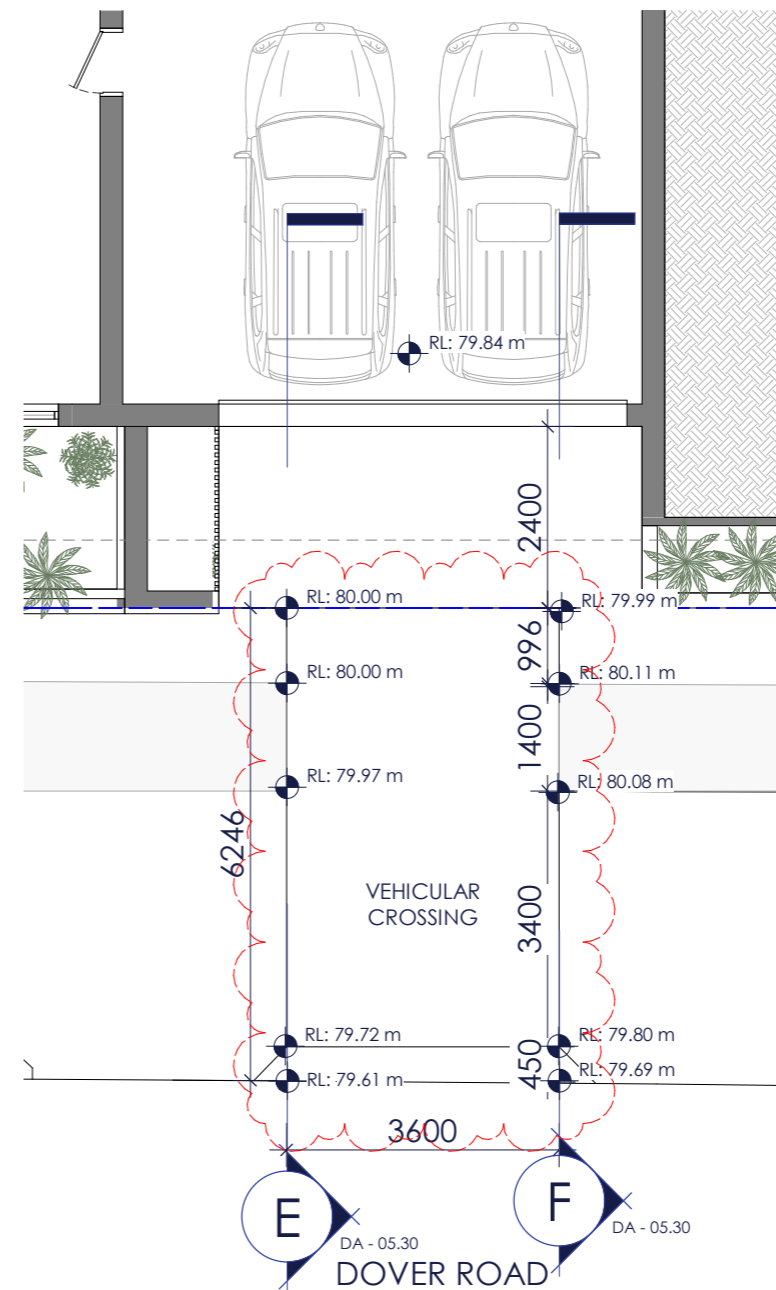 RL: 79.84 m
2400
RL: 80.00 m
RL: 79.99 m
996
RL: 80.00 m
RL: 80.11 m
1400
RL: 79.97 m
RL: 80.08 m
6246
VEHICULAR
CROSSING
3400
RL: 79.72 m
RL: 79.80 m
450
RL: 79.61 m
RL: 79.69 m
3600
E
F
DA - 05.30
DA - 05.30
DOVER ROAD